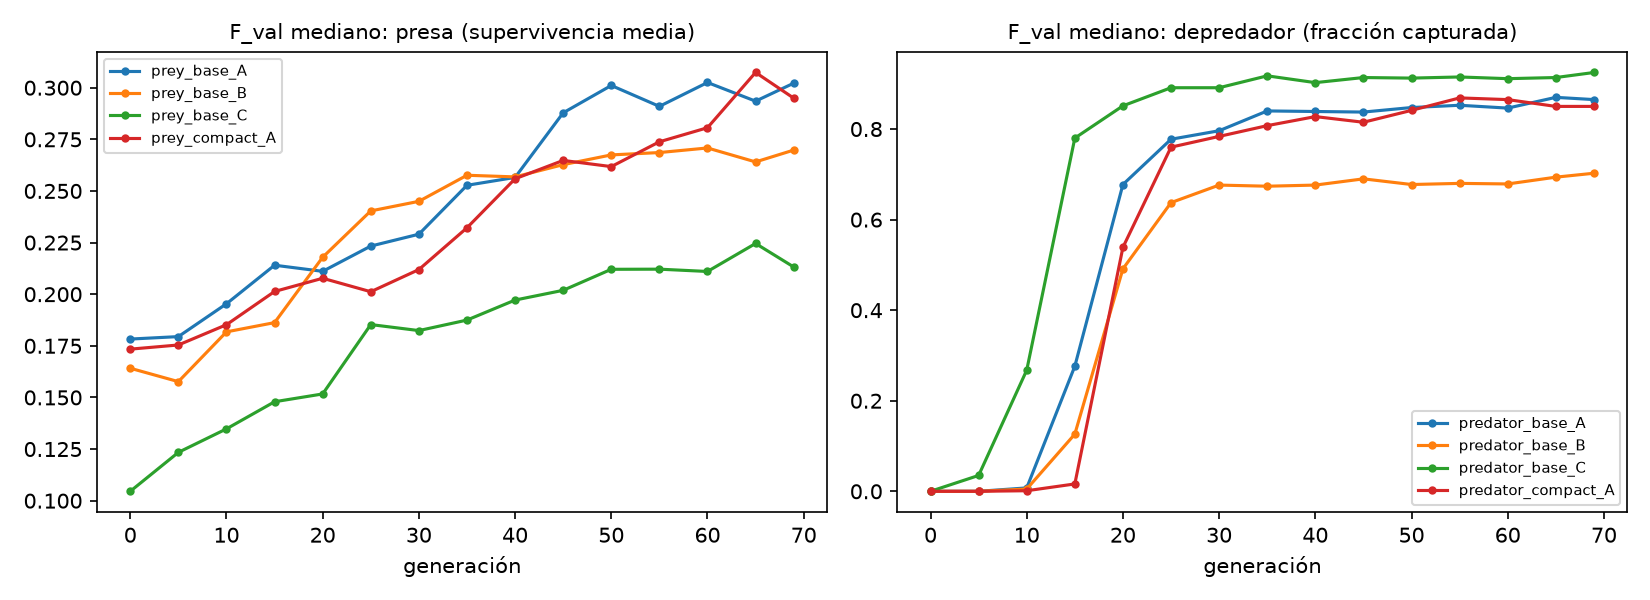 F_val mediano: presa (supervivencia media)
prey_base_A
prey_base_B
prey_base_C
prey_compact_A
0.300
0.275
0.250
0.225
0.200
0.175
0.150
0.125
0.100
0 10 20 30 40 50 60 70
generación
F_val mediano: depredador (fracción capturada)
0.8
0.6
0.4
0.2
0.0
predator_base_A
predator_base_B
predator_base_C
predator_compact_A
0 10 20 30 40 50 60 70
generación